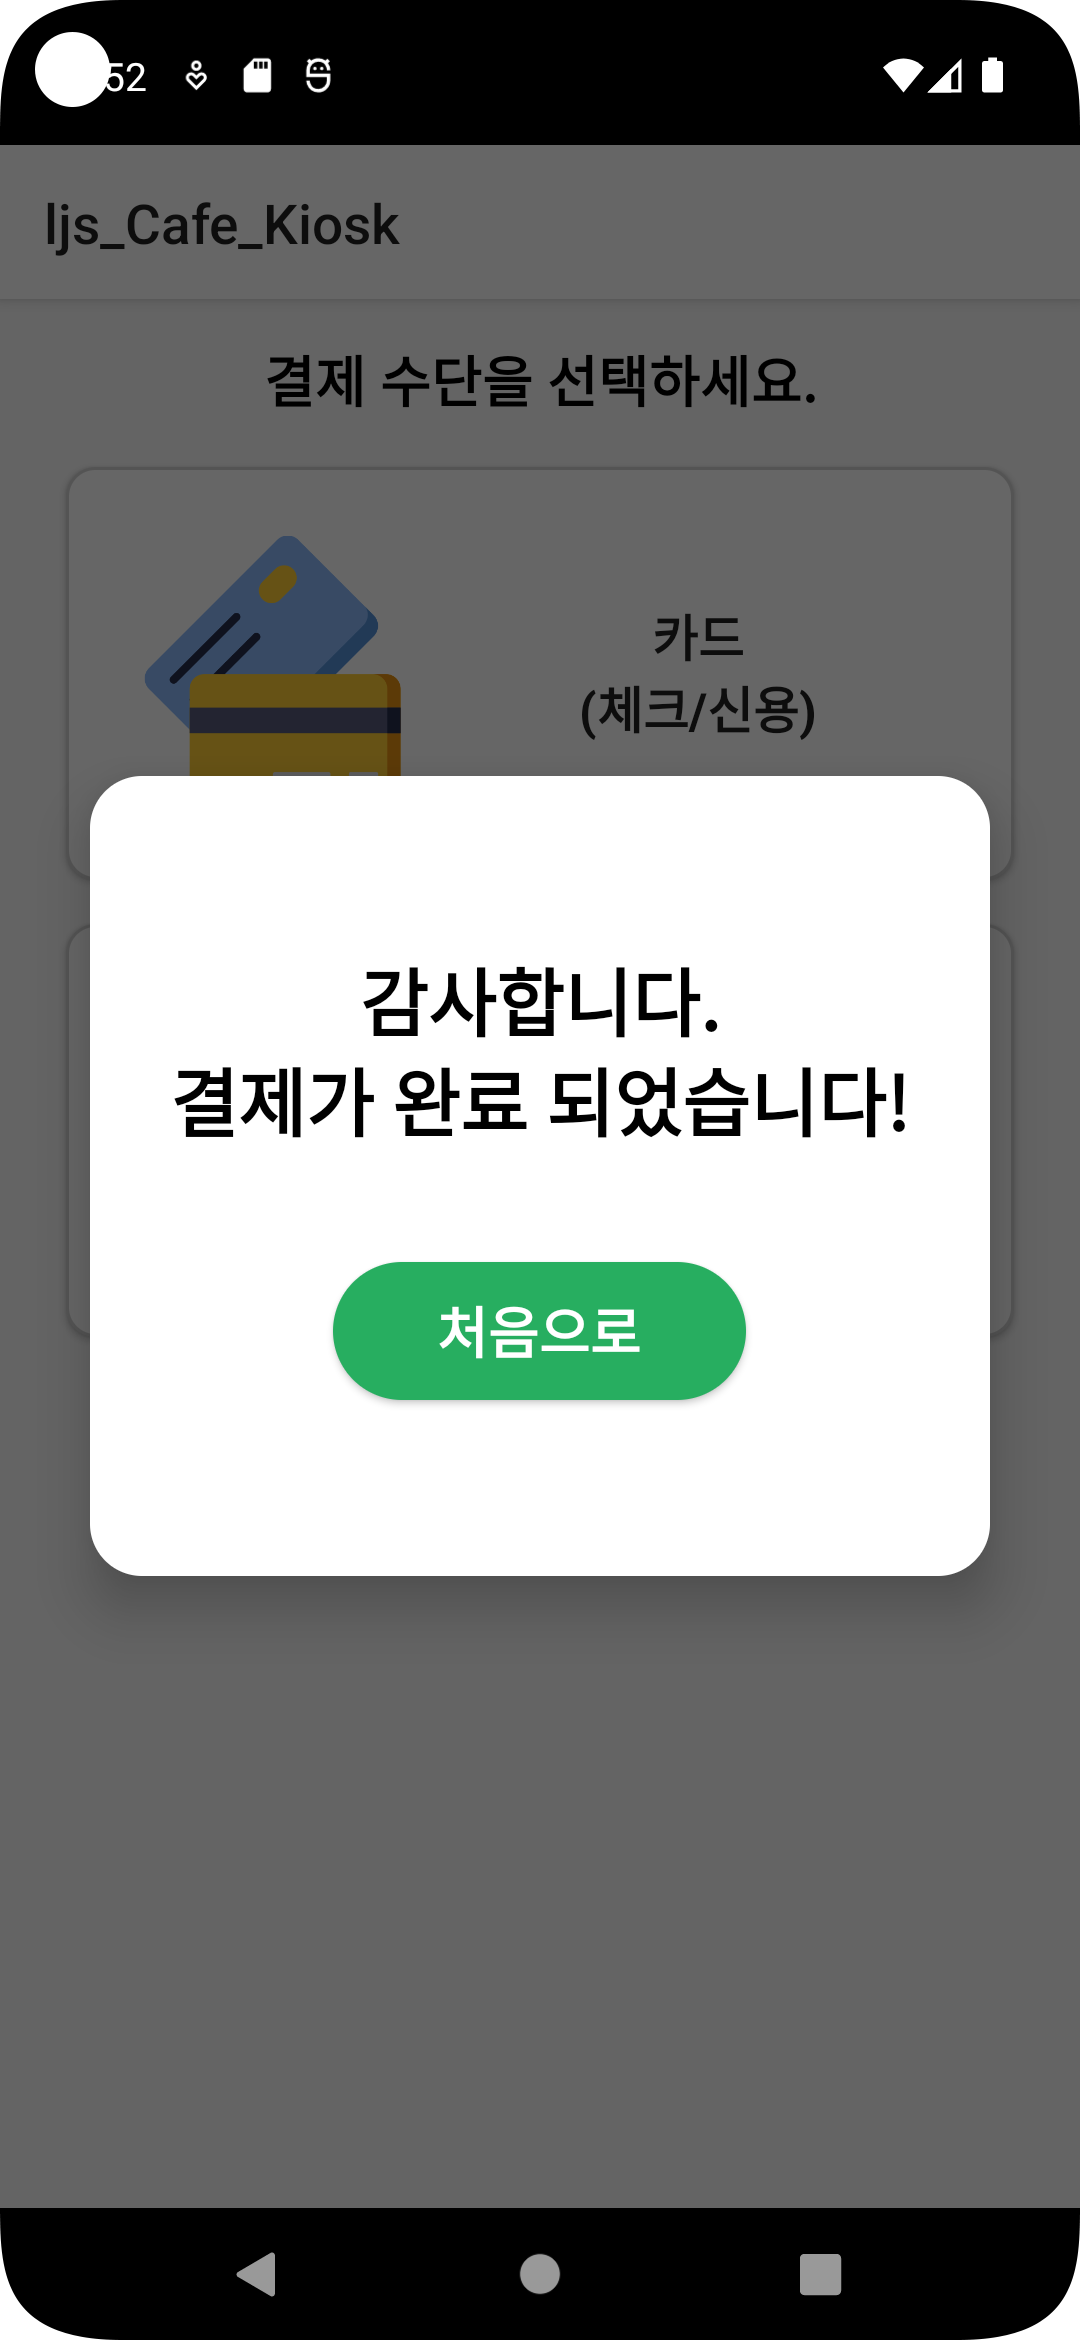 52
ljs_Cafe_Kiosk
결제 수단을 선택하세요.
카드
(체크/신용)
감사합니다.
결제가 완료 되었습니다!
처음으로